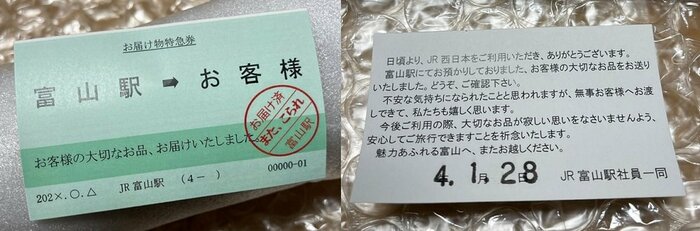 お届け物特急券
富山駅 ➡ お客様
お届け済
また、こられ
富山駅
お客様の大切なお品、お届けいたしました。
00000-01
202×.○.△ JR富山駅 (4-)
日頃より、JR西日本をご利用いただき、ありがとうございます。
富山駅にてお預かりしておりました、お客様の大切なお品をお送り
いたしました。どうぞ、ご確認下さい。
不安な気持ちになられたことと思われますが、無事お客様へお渡
しできて、私たちも嬉しく思います。
今後ご利用の際、大切なお品が寂しい思いをなさいませんよう、
安心してご旅行できますことを祈念いたします。
魅力あふれる富山へ、またお越しください。
4.1月28日 JR富山駅社員一同